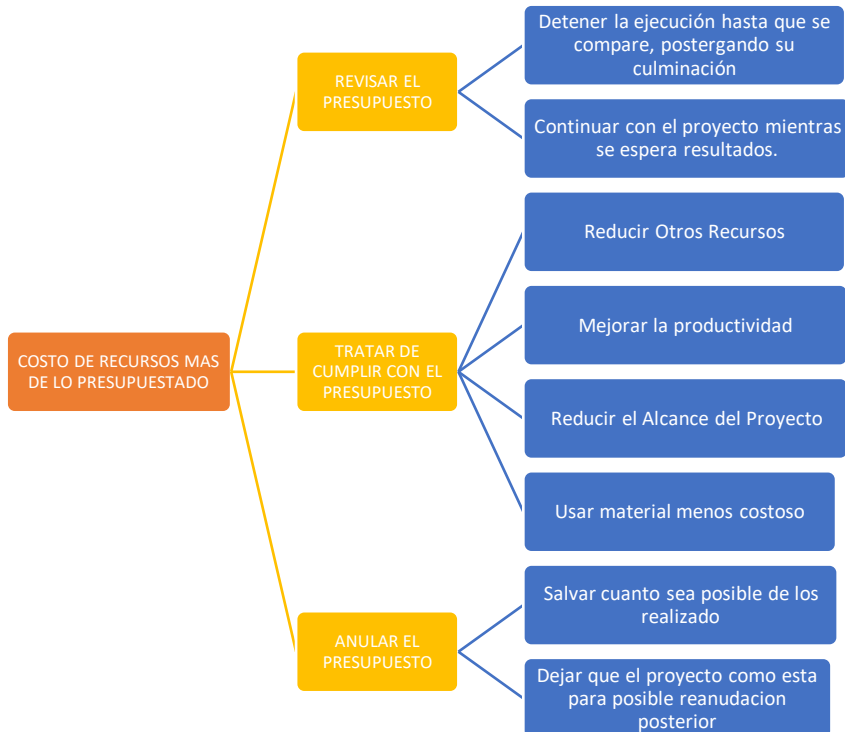 COSTO DE RECURSOS MAS
DE LO PRESUPUESTADO
REVISAR EL
PRESUPUESTO
Detener la ejecución hasta que se
compare, postergando su
culminación
Continuar con el proyecto mientras
se espera resultados.
TRATAR DE
CUMPLIR CON EL
PRESUPUESTO
Reducir Otros Recursos
Mejorar la productividad
Reducir el Alcance del Proyecto
Usar material menos costoso
ANULAR EL
PRESUPUESTO
Salvar cuanto sea posible de los
realizado
Dejar que el proyecto como esta
para posible reanudacion
posterior